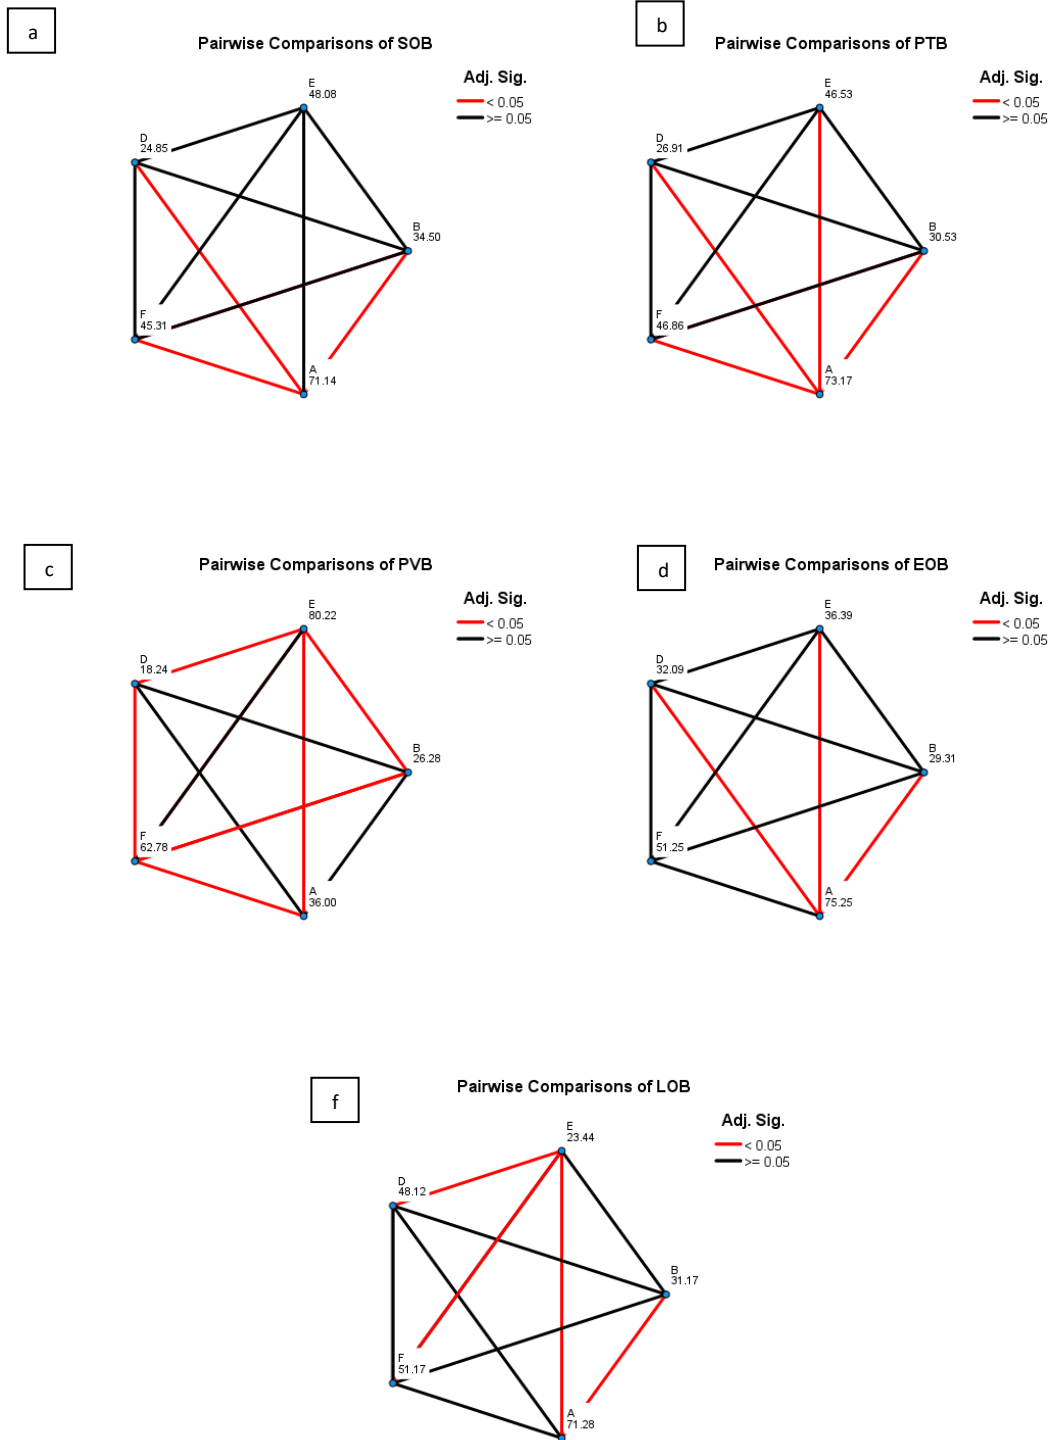 a
Pairwise Comparisons of SOB
Adj. Sig.
< 0.05
>= 0.05
E
48.08
D
24.85
B
34.50
F
45.31
A
71.14
b
Pairwise Comparisons of PTB
Adj. Sig.
< 0.05
>= 0.05
E
46.53
D
26.91
B
30.53
F
46.86
A
73.17
c
Pairwise Comparisons of PVB
Adj. Sig.
< 0.05
>= 0.05
E
80.22
D
18.24
B
26.28
F
62.78
A
36.00
d
Pairwise Comparisons of EOB
Adj. Sig.
< 0.05
>= 0.05
E
36.39
D
32.09
B
29.31
F
51.25
A
75.25
f
Pairwise Comparisons of LOB
Adj. Sig.
< 0.05
>= 0.05
E
23.44
D
48.12
B
31.17
F
51.17
A
71.28